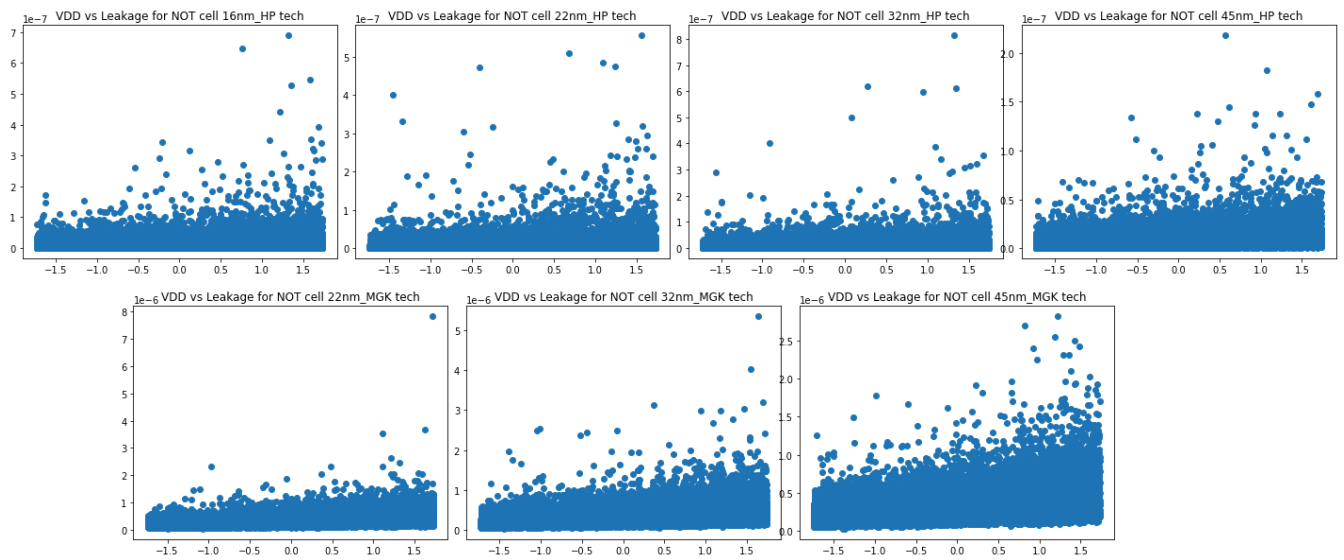 VDD vs Leakage for NOT cell 16nm_HP tech
1e-7
7
6
5
4
3
2
1
0
−1.5 −1.0 −0.5 0.0 0.5 1.0 1.5
VDD vs Leakage for NOT cell 22nm_HP tech
1e-7
5
4
3
2
1
0
−1.5 −1.0 −0.5 0.0 0.5 1.0 1.5
VDD vs Leakage for NOT cell 32nm_HP tech
1e-7
8
7
6
5
4
3
2
1
0
−1.5 −1.0 −0.5 0.0 0.5 1.0 1.5
VDD vs Leakage for NOT cell 45nm_HP tech
1e-7
2.0
1.5
1.0
0.5
0.0
−1.5 −1.0 −0.5 0.0 0.5 1.0 1.5
VDD vs Leakage for NOT cell 22nm_MGK tech
1e-6
8
7
6
5
4
3
2
1
0
−1.5 −1.0 −0.5 0.0 0.5 1.0 1.5
VDD vs Leakage for NOT cell 32nm_MGK tech
1e-6
5
4
3
2
1
0
−1.5 −1.0 −0.5 0.0 0.5 1.0 1.5
VDD vs Leakage for NOT cell 45nm_MGK tech
1e-6
2.5
2.0
1.5
1.0
0.5
0.0
−1.5 −1.0 −0.5 0.0 0.5 1.0 1.5